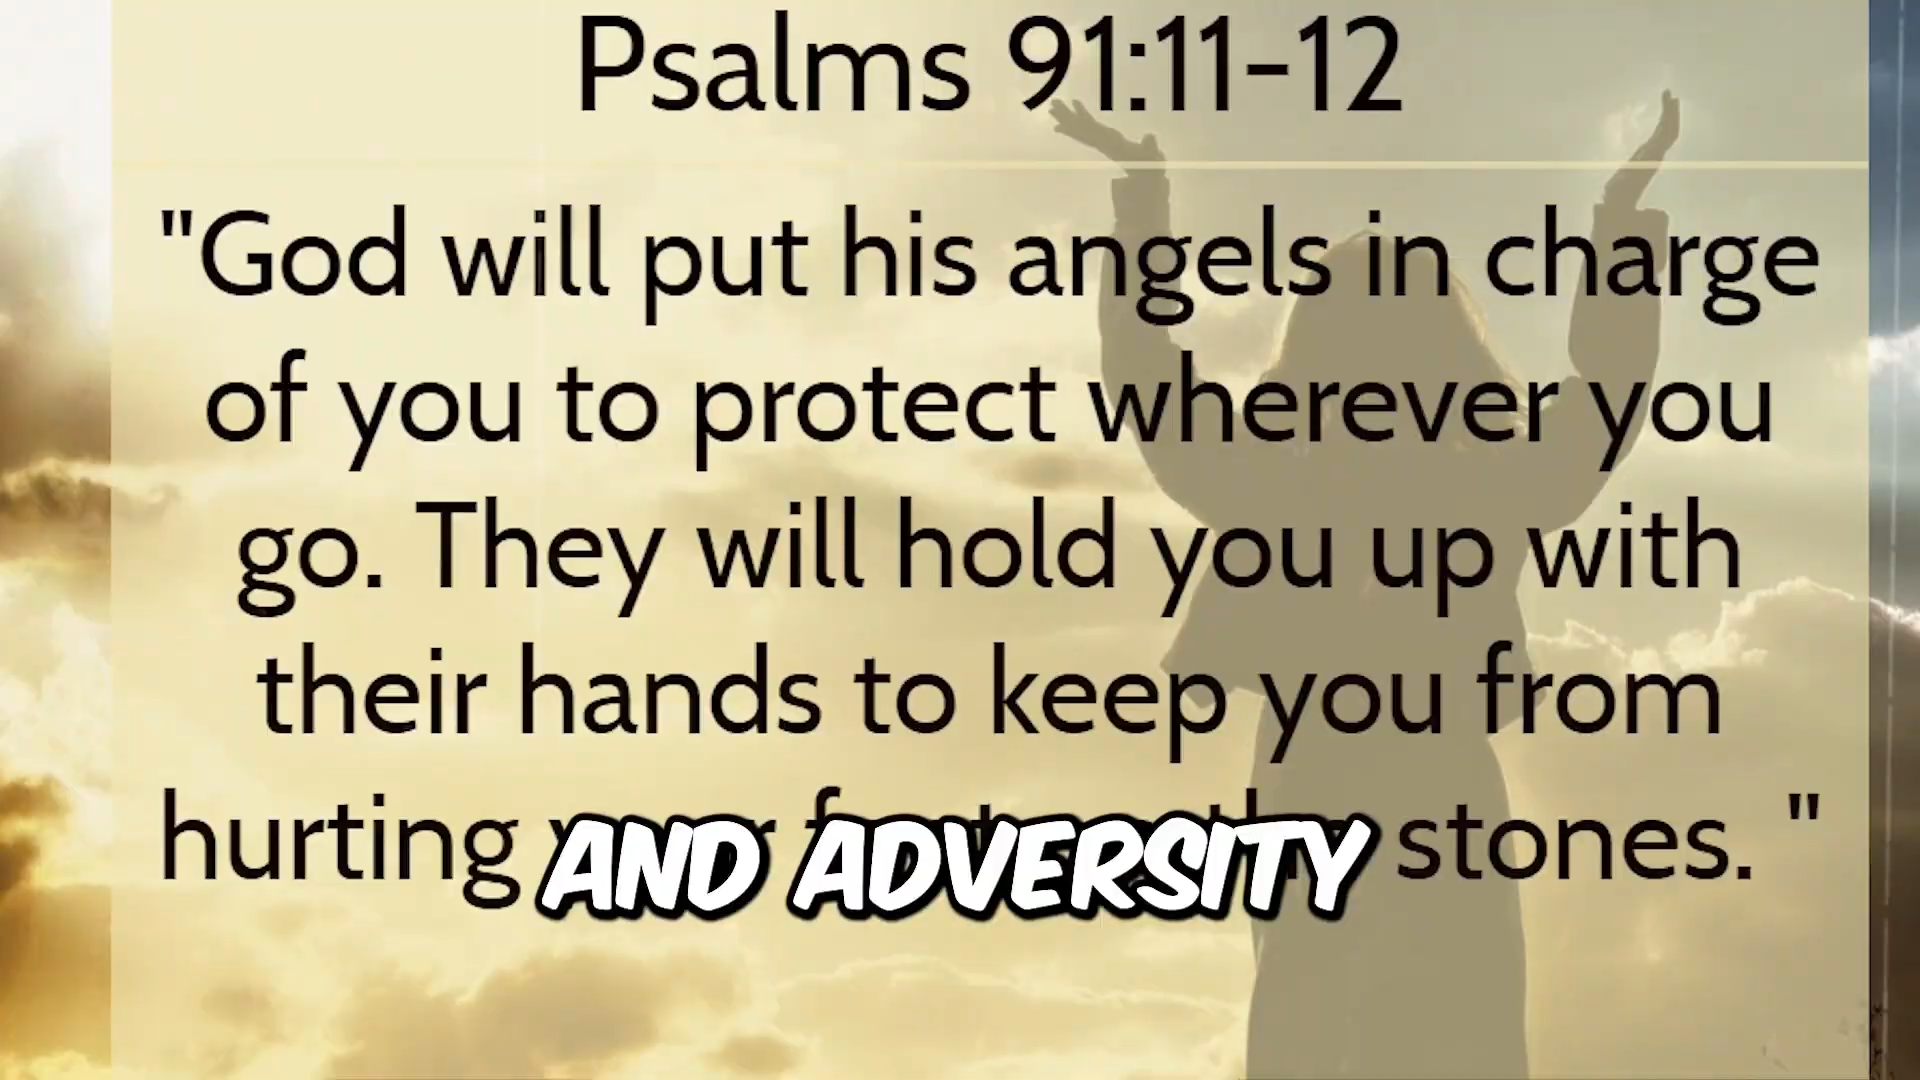 Psalms 91:11-12
"God will put his angels in charge
of you to protect wherever you
go. They will hold you up with
their hands to keep you from
hurting stones. "
AND ADVERSITY